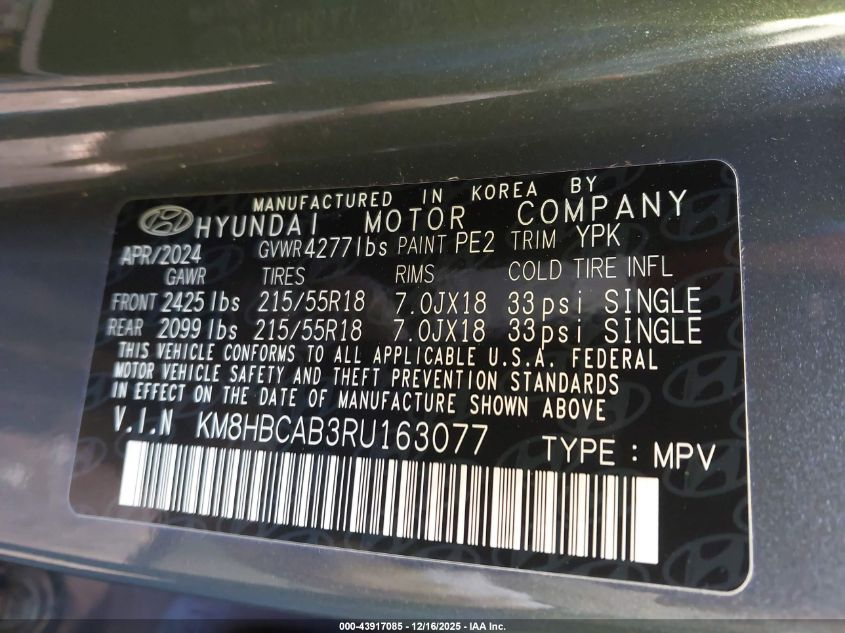 MANUFACTURED IN KOREA BY
HYUNDAI MOTOR COMPANY
APR/2024 GVWR 4277lbs PAINT PE2 TRIM YPK
GAWR TIRES RIMS COLD TIRE INFL
FRONT 2425lbs 215/55R18 7.0JX18 33psi SINGLE
REAR 2099lbs 215/55R18 7.0JX18 33psi SINGLE
THIS VEHICLE CONFORMS TO ALL APPLICABLE U.S.A. FEDERAL
MOTOR VEHICLE SAFETY AND THEFT PREVENTION STANDARDS
IN EFFECT ON THE DATE OF MANUFACTURE SHOWN ABOVE
V.I.N KM8HBCAB3RU163077 TYPE : MPV
000-43917085 - 12/16/2025 - IAA Inc.